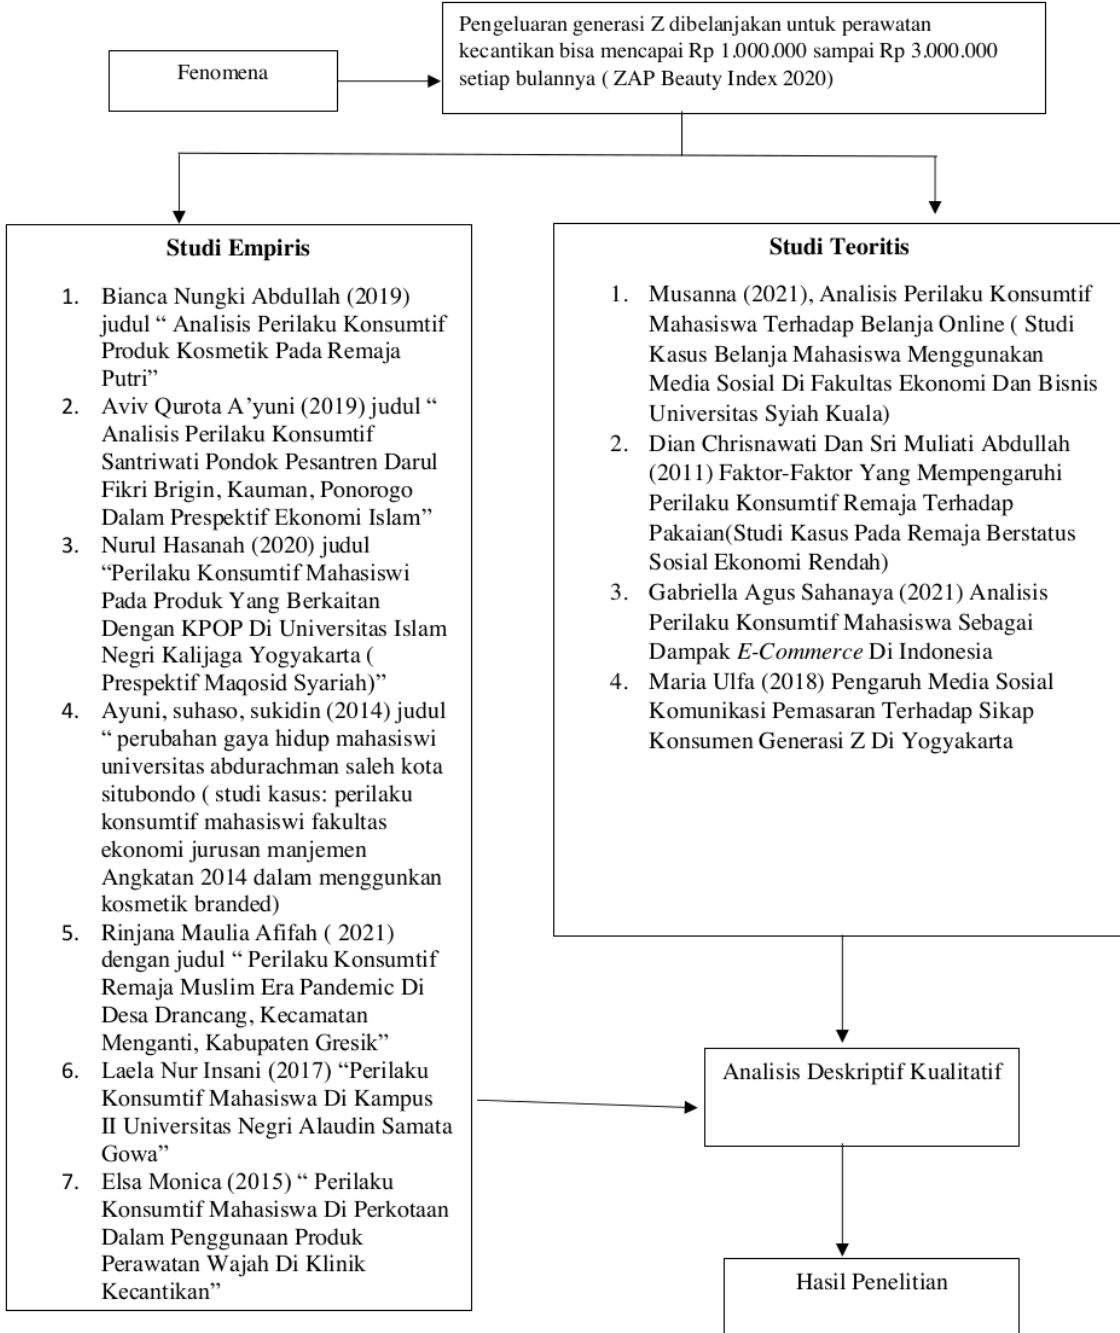 Pengeluaran generasi Z dibelanjakan untuk perawatan
kecantikan bisa mencapai Rp 1.000.000 sampai Rp 3.000.000
setiap bulannya ( ZAP Beauty Index 2020)
Fenomena
Studi Empiris
1. Bianca Nungki Abdullah (2019)
judul “ Analisis Perilaku Konsumtif
Produk Kosmetik Pada Remaja
Putri”
2. Aviv Qurota A’yuni (2019) judul “
Analisis Perilaku Konsumtif
Santriwati Pondok Pesantren Darul
Fikri Brigin, Kauman, Ponorogo
Dalam Prespektif Ekonomi Islam”
3. Nurul Hasanah (2020) judul
“Perilaku Konsumtif Mahasiswi
Pada Produk Yang Berkaitan
Dengan KPOP Di Universitas Islam
Negri Kalijaga Yogyakarta (
Prespektif Maqosid Syariah)”
4. Ayuni, suhaso, sukidin (2014) judul
“ perubahan gaya hidup mahasiswi
universitas abdurachman saleh kota
situbondo ( studi kasus: perilaku
konsumtif mahasiswi fakultas
ekonomi jurusan manjemen
Angkatan 2014 dalam menggunkan
kosmetik branded)
5. Rinjana Maulia Afifah ( 2021)
dengan judul “ Perilaku Konsumtif
Remaja Muslim Era Pandemic Di
Desa Drancang, Kecamatan
Menganti, Kabupaten Gresik”
6. Laela Nur Insani (2017) “Perilaku
Konsumtif Mahasiswa Di Kampus
II Universitas Negri Alaudin Samata
Gowa”
7. Elsa Monica (2015) “ Perilaku
Konsumtif Mahasiswa Di Perkotaan
Dalam Penggunaan Produk
Perawatan Wajah Di Klinik
Kecantikan”
Studi Teoritis
1. Musanna (2021), Analisis Perilaku Konsumtif
Mahasiswa Terhadap Belanja Online ( Studi
Kasus Belanja Mahasiswa Menggunakan
Media Sosial Di Fakultas Ekonomi Dan Bisnis
Universitas Syiah Kuala)
2. Dian Chrisnawati Dan Sri Muliati Abdullah
(2011) Faktor-Faktor Yang Mempengaruhi
Perilaku Konsumtif Remaja Terhadap
Pakaian(Studi Kasus Pada Remaja Berstatus
Sosial Ekonomi Rendah)
3. Gabriella Agus Sahanaya (2021) Analisis
Perilaku Konsumtif Mahasiswa Sebagai
Dampak E-Commerce Di Indonesia
4. Maria Ulfa (2018) Pengaruh Media Sosial
Komunikasi Pemasaran Terhadap Sikap
Konsumen Generasi Z Di Yogyakarta
Analisis Deskriptif Kualitatif
Hasil Penelitian